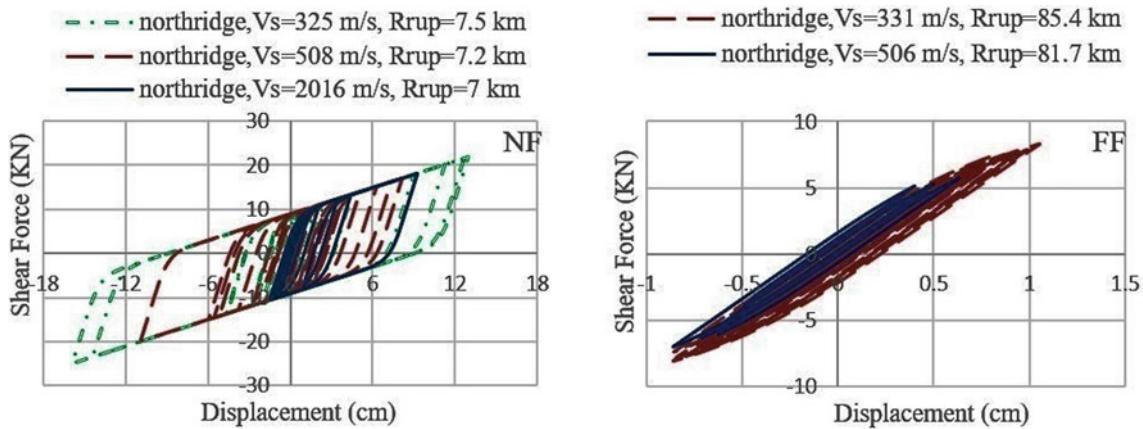 northridge,Vs=325 m/s, Rrup=7.5 km
northridge,Vs=508 m/s, Rrup=7.2 km
northridge,Vs=2016 m/s, Rrup=7 km
30
20
10
0
-10
-20
-30
-18
-12
-6
6
12
18
NF
Shear Force (KN)
Displacement (cm)
northridge,Vs=331 m/s, Rrup=85.4 km
northridge,Vs=506 m/s, Rrup=81.7 km
10
5
0
-5
-10
-1
-0.5
0
0.5
1
1.5
FF
Shear Force (KN)
Displacement (cm)